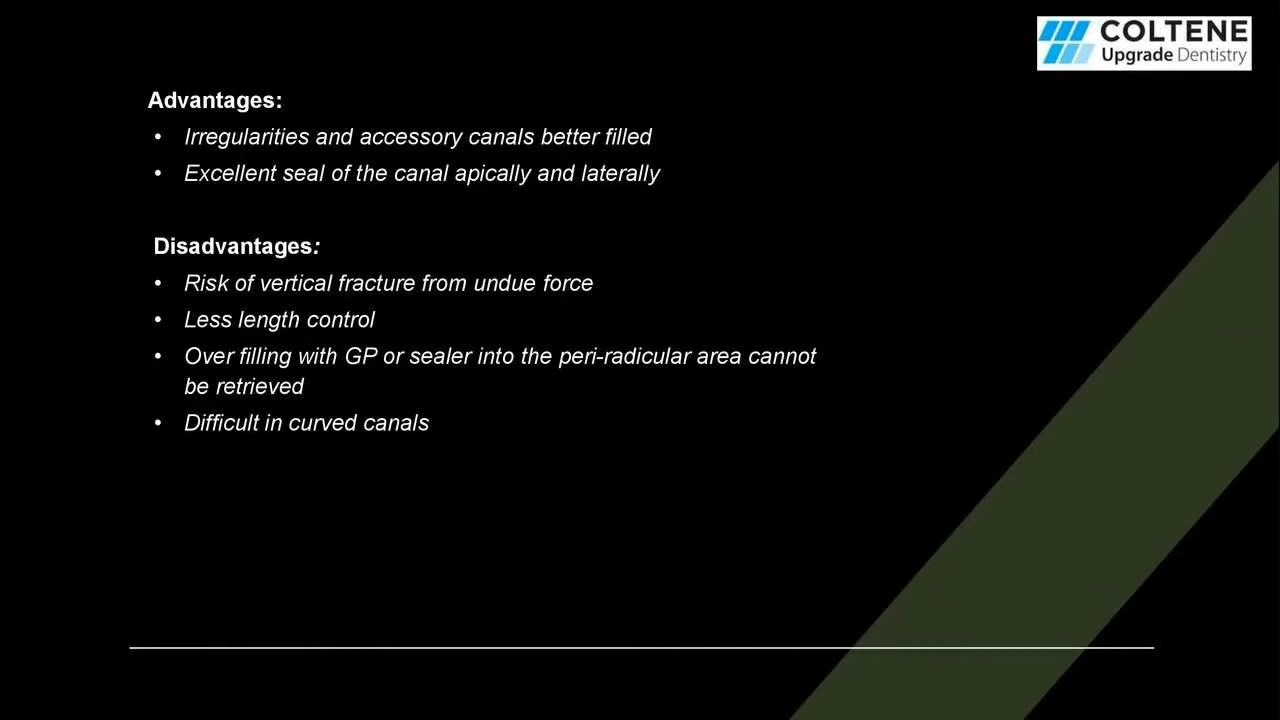 COLTENE
Upgrade Dentistry
Advantages:
• Irregularities and accessory canals better filled
• Excellent seal of the canal apically and laterally
Disadvantages:
• Risk of vertical fracture from undue force
• Less length control
• Over filling with GP or sealer into the peri-radicular area cannot
be retrieved
• Difficult in curved canals